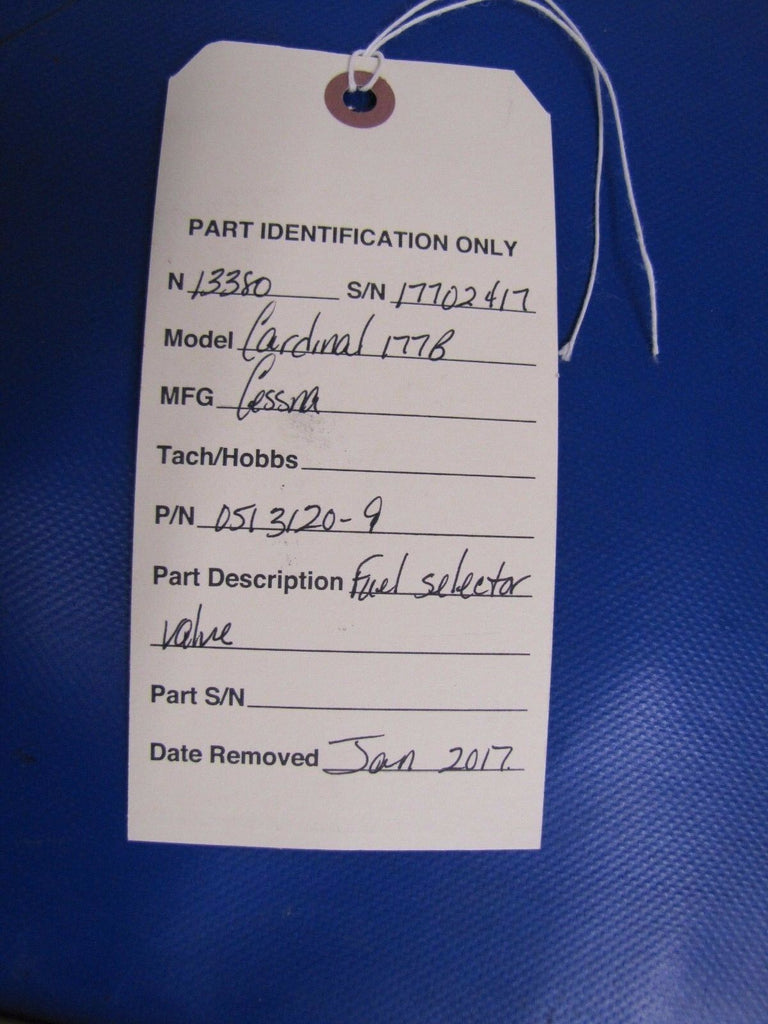 PART IDENTIFICATION ONLY
N 13380 S/N 17702417
Model Cardinal 177B
MFG Cessna
Tach/Hobbs
P/N 0513120-9
Part Description Fuel selector
valve
Part S/N
Date Removed Jan 2017.